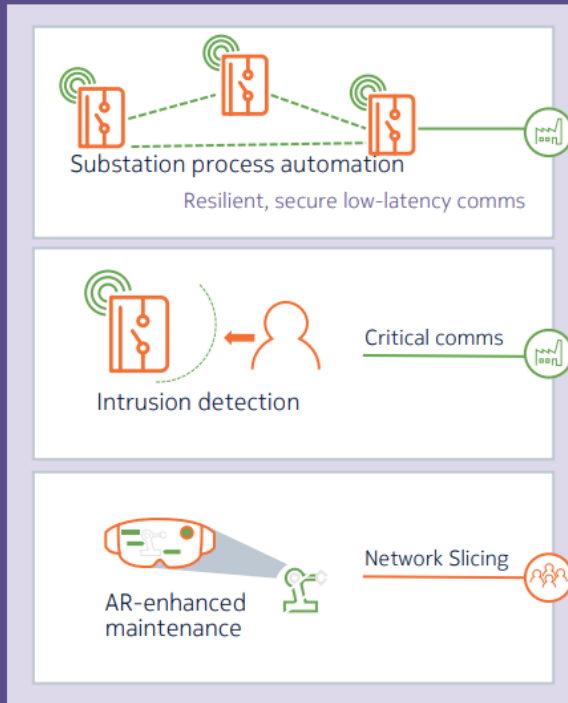 Substation process automation
Resilient, secure low-latency comms
Critical comms
Intrusion detection
Network Slicing
AR-enhanced
maintenance